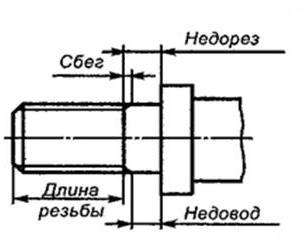 Недорез
Сбег
Длина
резьбы
Недовод